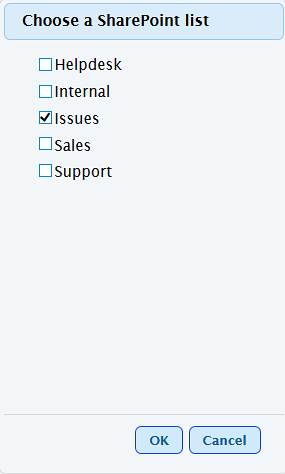 Choose a SharePoint list
Helpdesk
Internal
Issues
Sales
Support
OK
Cancel